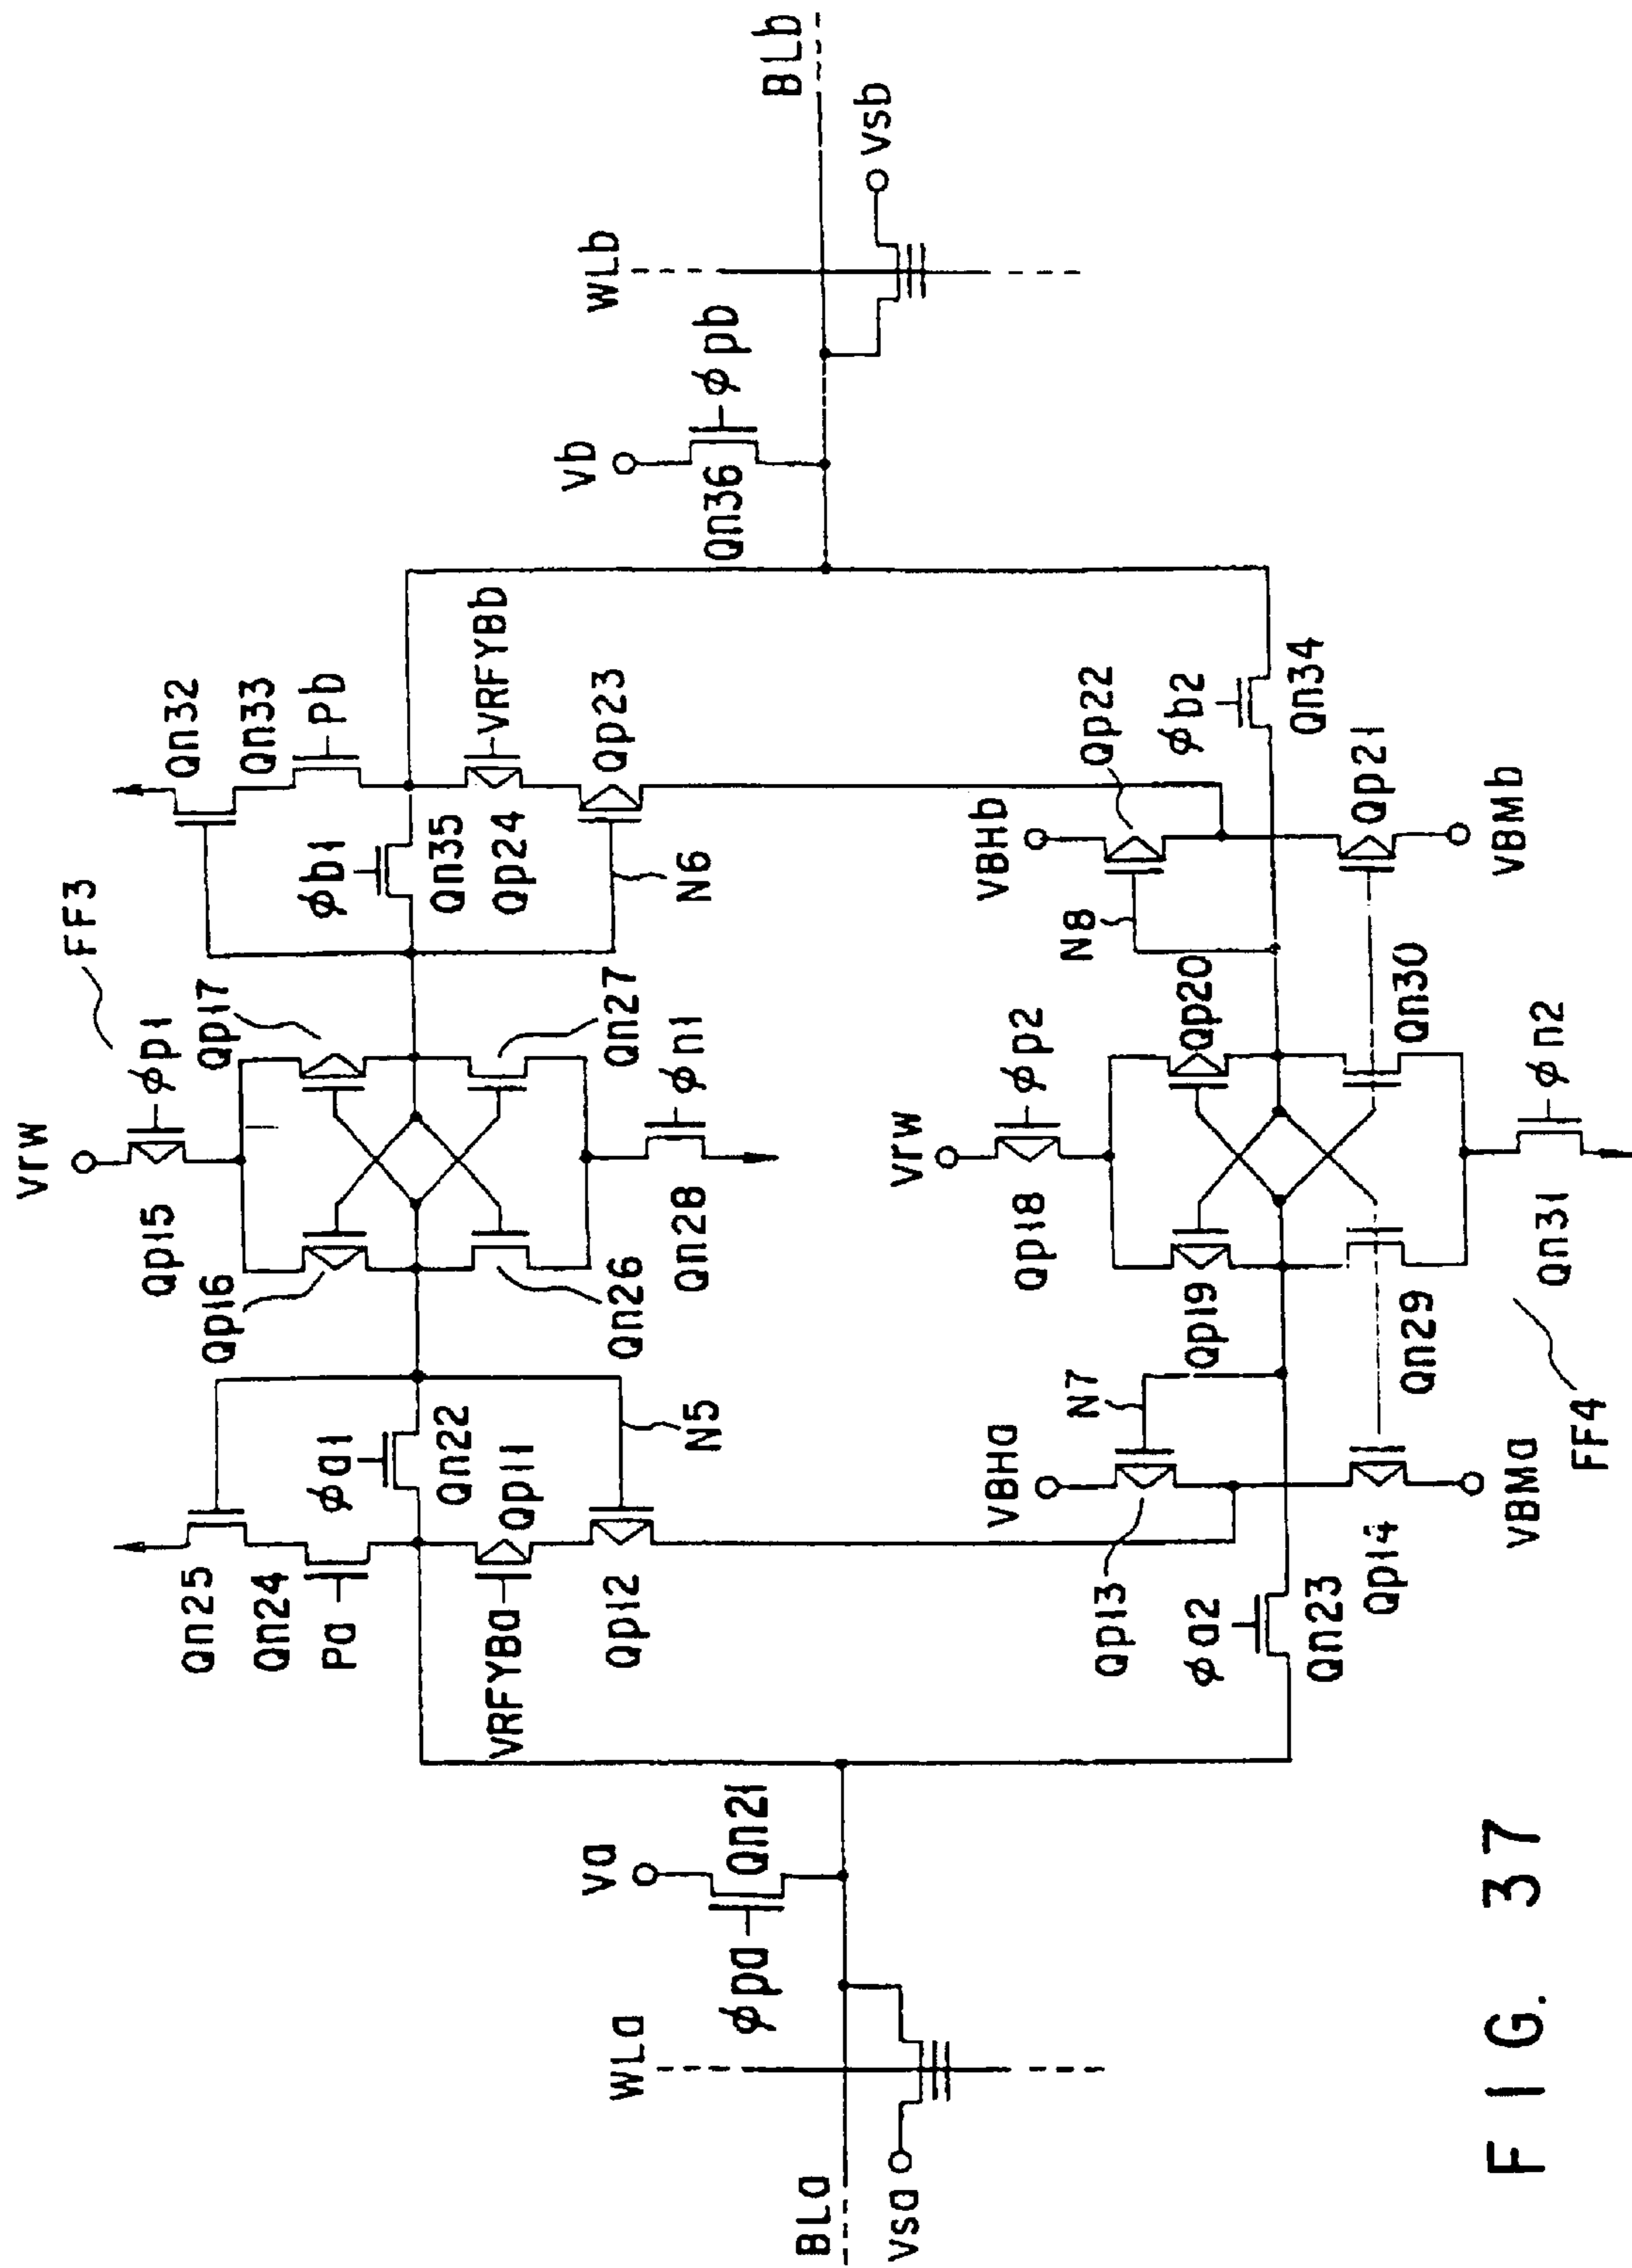 FF3
Vrw
Qp15
φp1
Qp16
Qp17
Qn26
Qn27
Qn28
φn1
Qn25
Qn24
Pa
φa1
Qn22
VRFYBa
Qp11
Qp12
N5
Qn32
Qn33
Pb
φb1
Qn35
Qp24
VRFYBb
Qp23
N6
Va
φpa
Qn21
WLa
BLa
Vsa
Vb
φpb
Qn36
WLb
BLb
Vsb
VBHa
N7
Qp13
φa2
Qn23
Qp14
VBMa
Vrw
Qp18
φp2
Qp19
Qp20
Qn29
Qn30
Qn31
φn2
FF4
VBHb
N8
Qp22
φb2
Qn34
Qp21
VBMb
FIG. 37